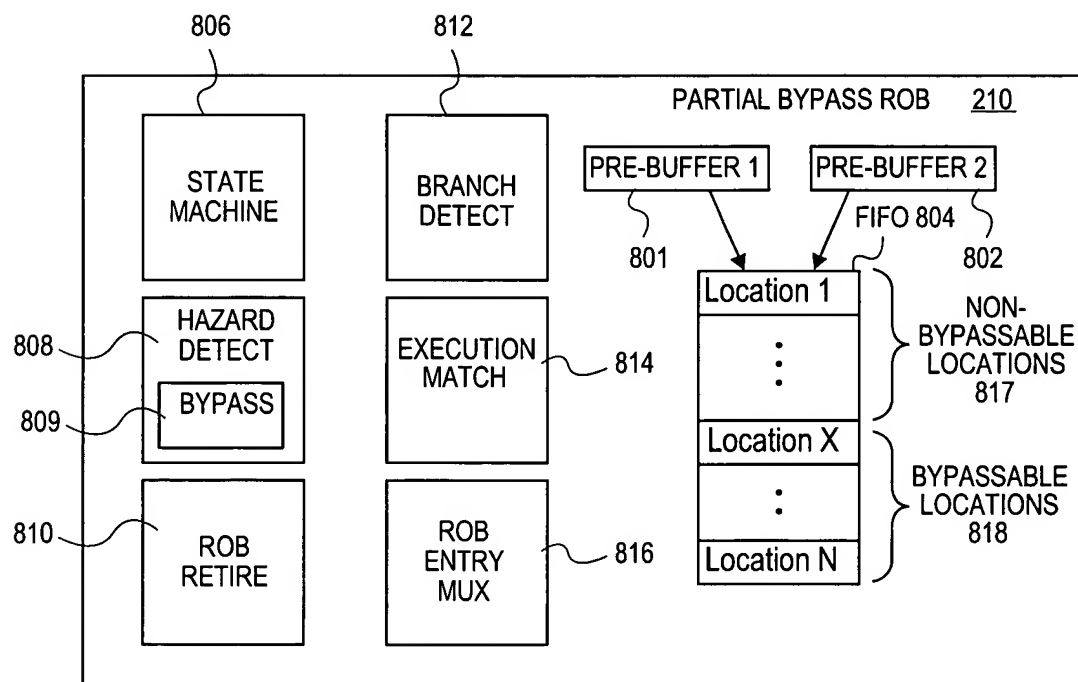 806
812
PARTIAL BYPASS ROB 210
STATE
MACHINE
BRANCH
DETECT
PRE-BUFFER 1
PRE-BUFFER 2
801
802
FIFO 804
Location 1
NON-
BYPASSABLE
LOCATIONS
817
808
HAZARD
DETECT
809
BYPASS
EXECUTION
MATCH
814
Location X
BYPASSABLE
LOCATIONS
818
Location N
810
ROB
RETIRE
ROB
ENTRY
MUX
816